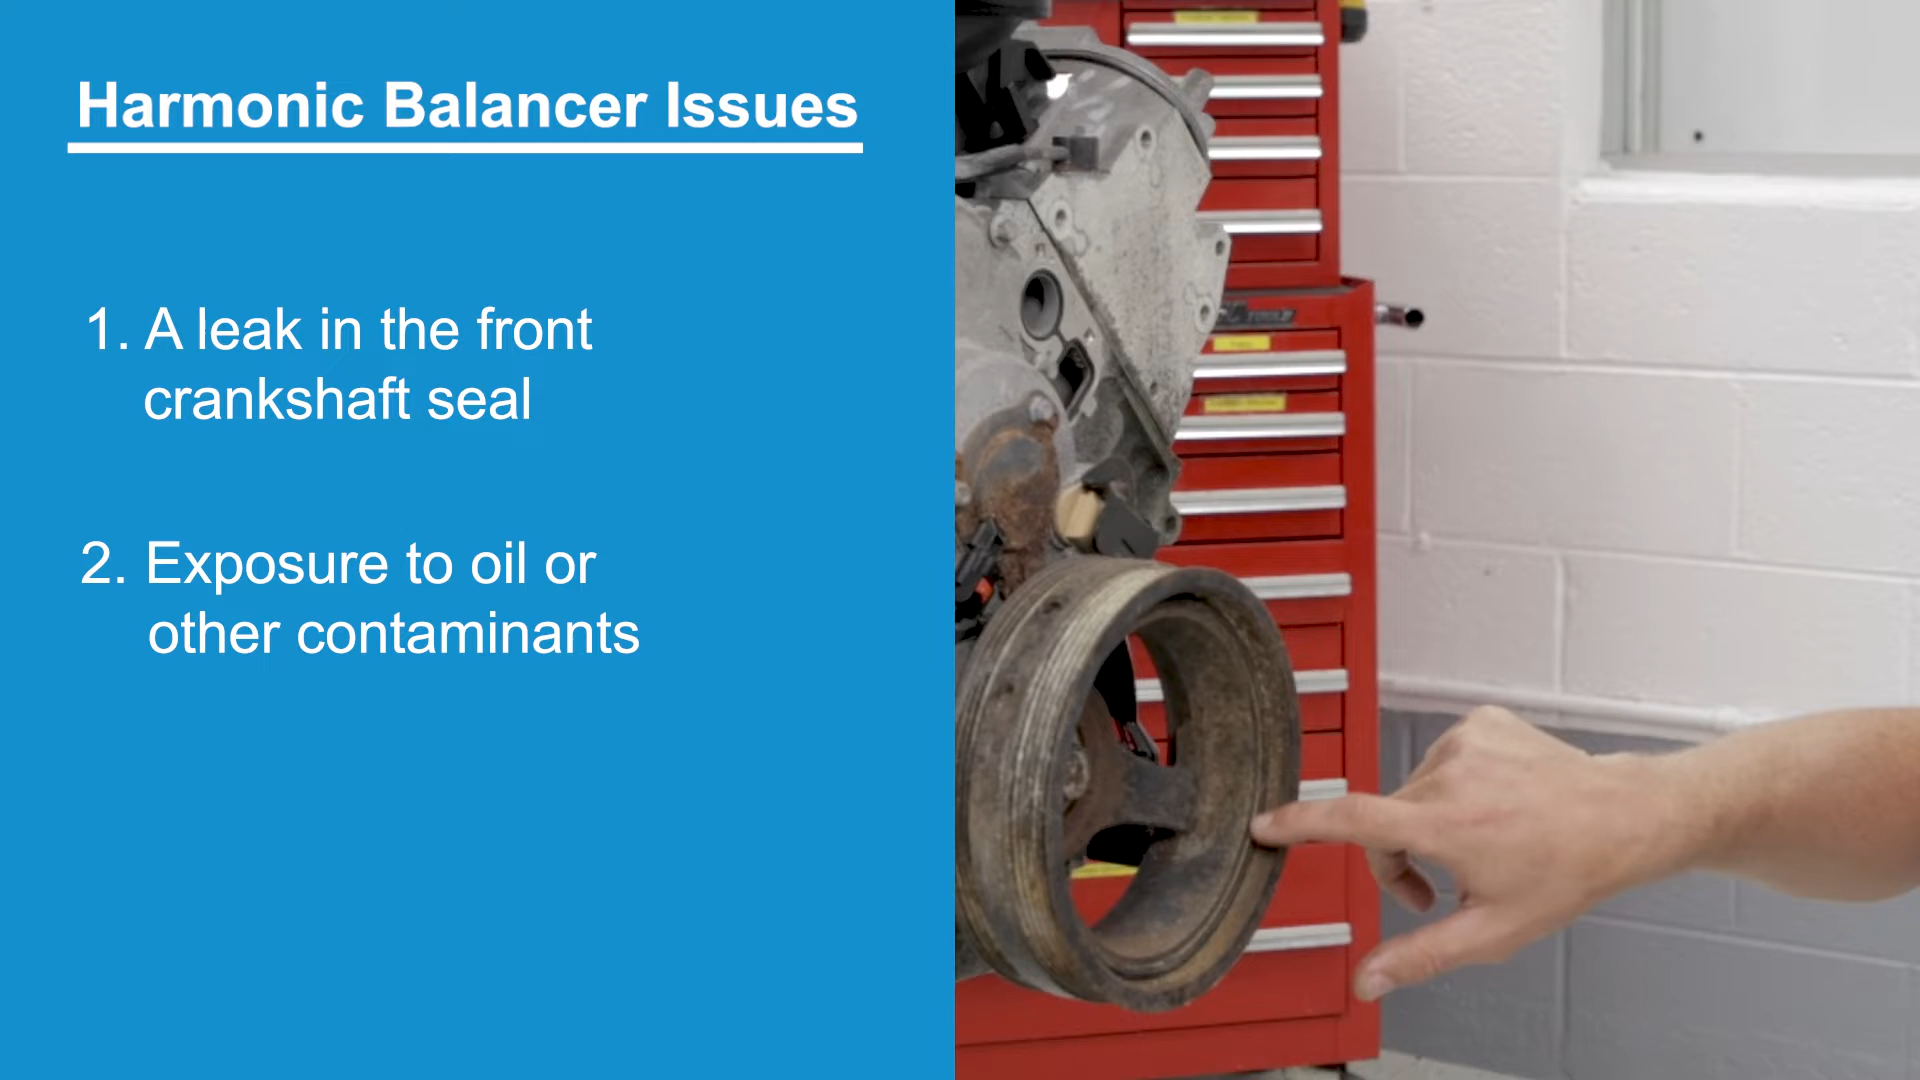 Harmonic Balancer Issues
1. A leak in the front
crankshaft seal
2. Exposure to oil or
other contaminants